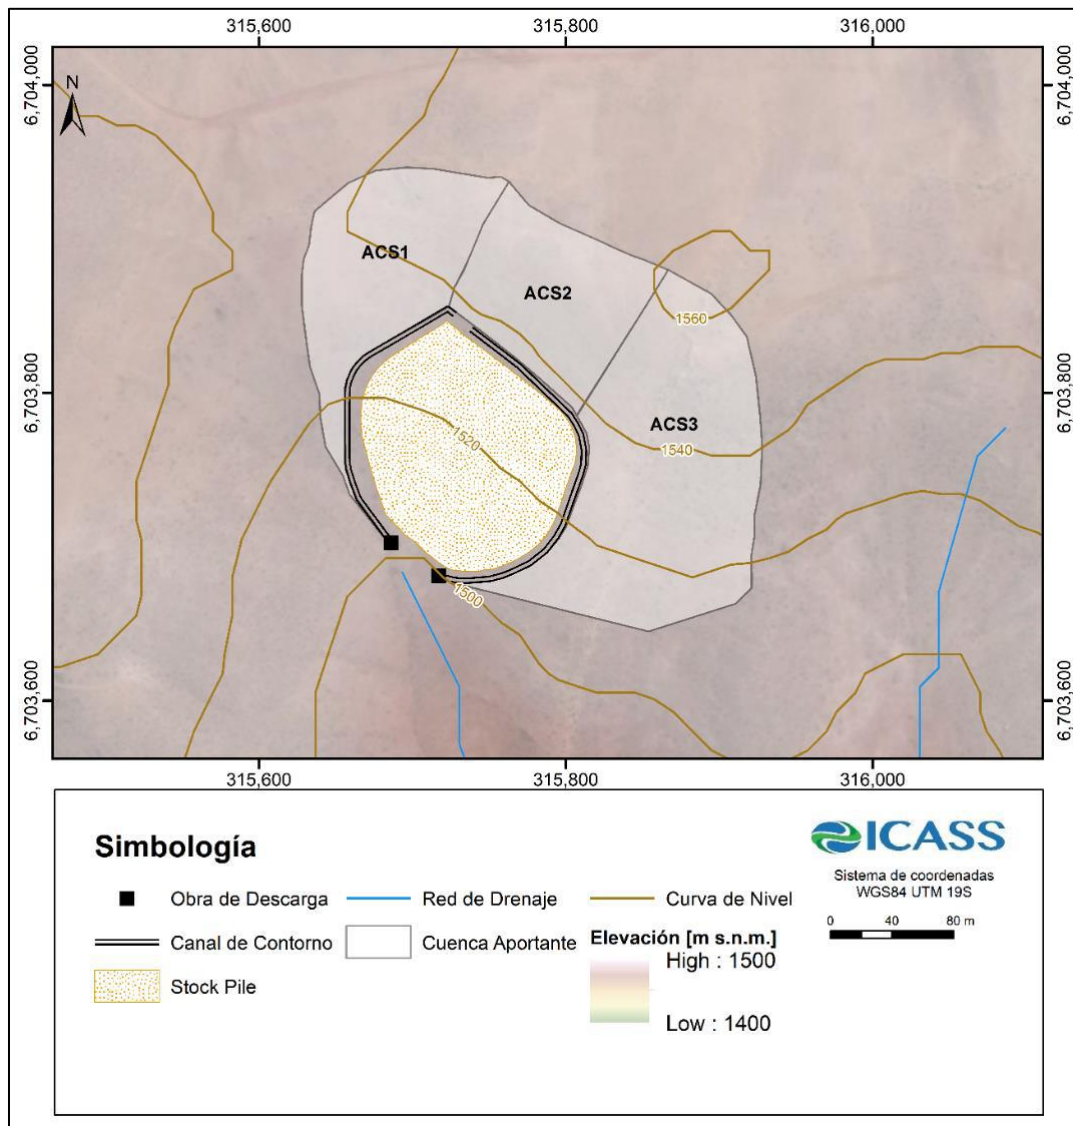 315,600
315,800
316,000
6,704,000
6,704,000
N
ACS1
ACS2
1560
6,703,800
6,703,800
ACS3
1520
1540
1500
6,703,600
6,703,600
315,600
315,800
316,000
Simbología
Obra de Descarga
Red de Drenaje
Curva de Nivel
Canal de Contorno
Cuenca Aportante
Elevación [m s.n.m.]
High : 1500
Low : 1400
Stock Pile
ICASS
Sistema de coordenadas
WGS84 UTM 19S
0 40 80 m